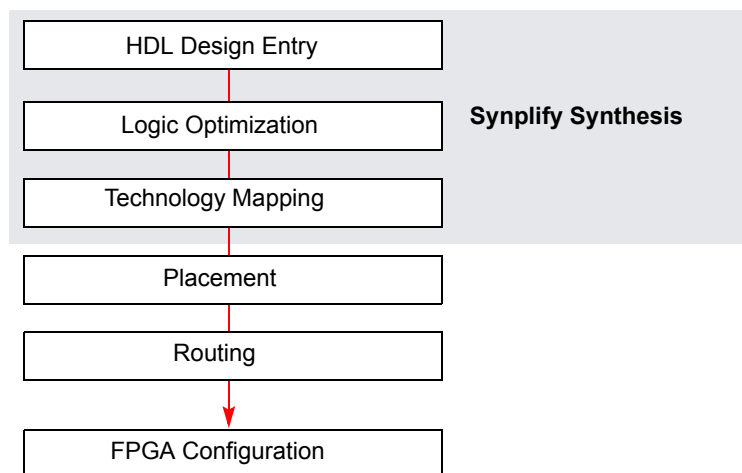 HDL Design Entry
Logic Optimization
Synplify Synthesis
Technology Mapping
Placement
Routing
FPGA Configuration